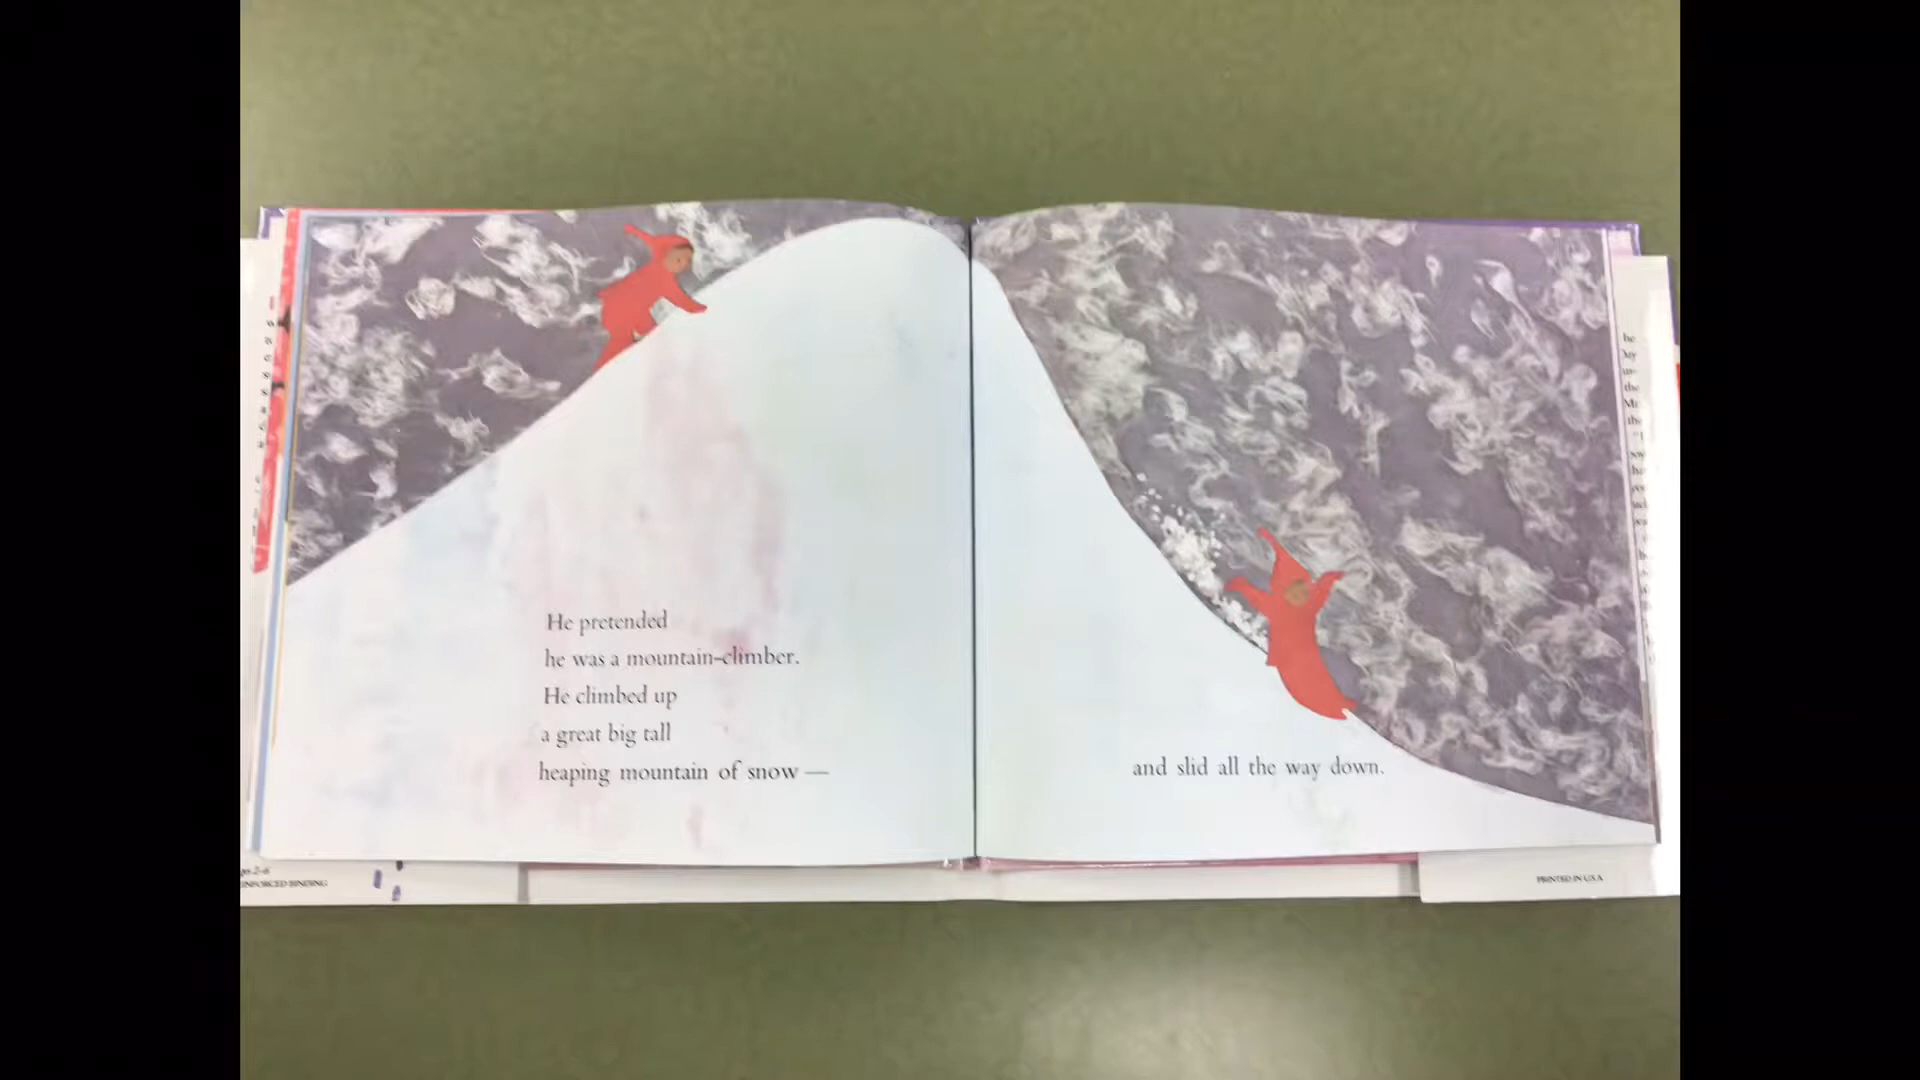 He pretended
he was a mountain-climber.
He climbed up
a great big tall
heaping mountain of snow —
and slid all the way down.
PRINTED IN U.S.A.